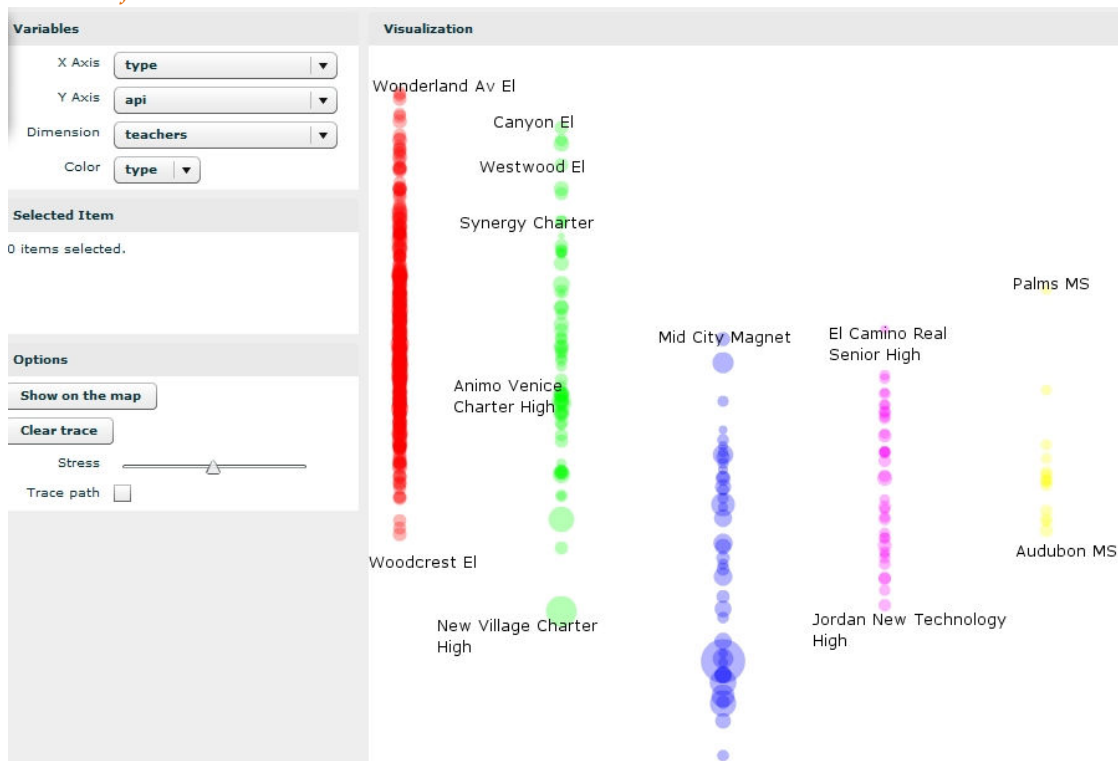 Variables
X Axis
type
Y Axis
api
Dimension
teachers
Color
type
Selected Item
0 items selected.
Options
Show on the map
Clear trace
Stress
Trace path
Visualization
Wonderland Av El
Canyon El
Westwood El
Synergy Charter
Palms MS
Mid City Magnet
El Camino Real
Senior High
Animo Venice
Charter High
Woodcrest El
Audubon MS
New Village Charter
High
Jordan New Technology
High